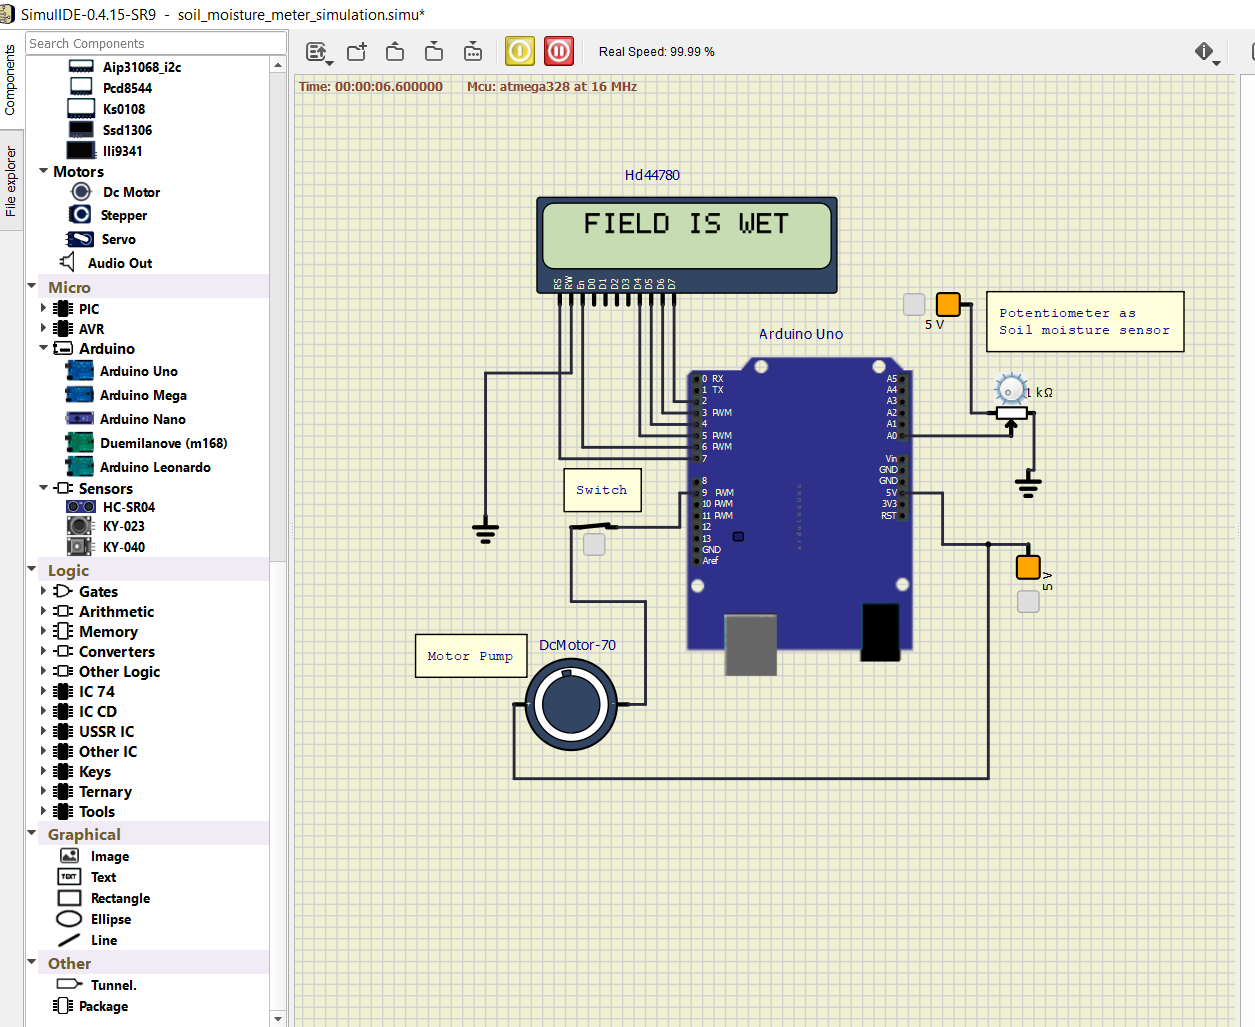 SimulIDE-0.4.15-SR9 - soil_moisture_meter_simulation.simu*
Components
File explorer
Search Components
Aip31068_i2c
Pcd8544
Ks0108
Ssd1306
Ili9341
Motors
Dc Motor
Stepper
Servo
Audio Out
Micro
PIC
AVR
Arduino
Arduino Uno
Arduino Mega
Arduino Nano
Duemilanove (m168)
Arduino Leonardo
Sensors
HC-SR04
KY-023
KY-040
Logic
Gates
Arithmetic
Memory
Converters
Other Logic
IC 74
IC CD
USSR IC
Other IC
Keys
Ternary
Tools
Graphical
Image
TEXT Text
Rectangle
Ellipse
Line
Other
Tunnel.
Package
Real Speed: 99.99 %
Time: 00:00:06.600000 Mcu: atmega328 at 16 MHz
Hd44780
FIELD IS WET
RS RW En D0 D1 D2 D3 D4 D5 D6 D7
5 V
Potentiometer as
Soil moisture sensor
1 kΩ
Arduino Uno
0 RX
1 TX
2
3 PWM
4
5 PWM
6 PWM
7
8
9 PWM
10 PWM
11 PWM
12
13
GND
Aref
A5
A4
A3
A2
A1
A0
Vin
GND
GND
5V
3V3
RST
arduinouno
Switch
5 V
Motor Pump
DcMotor-70